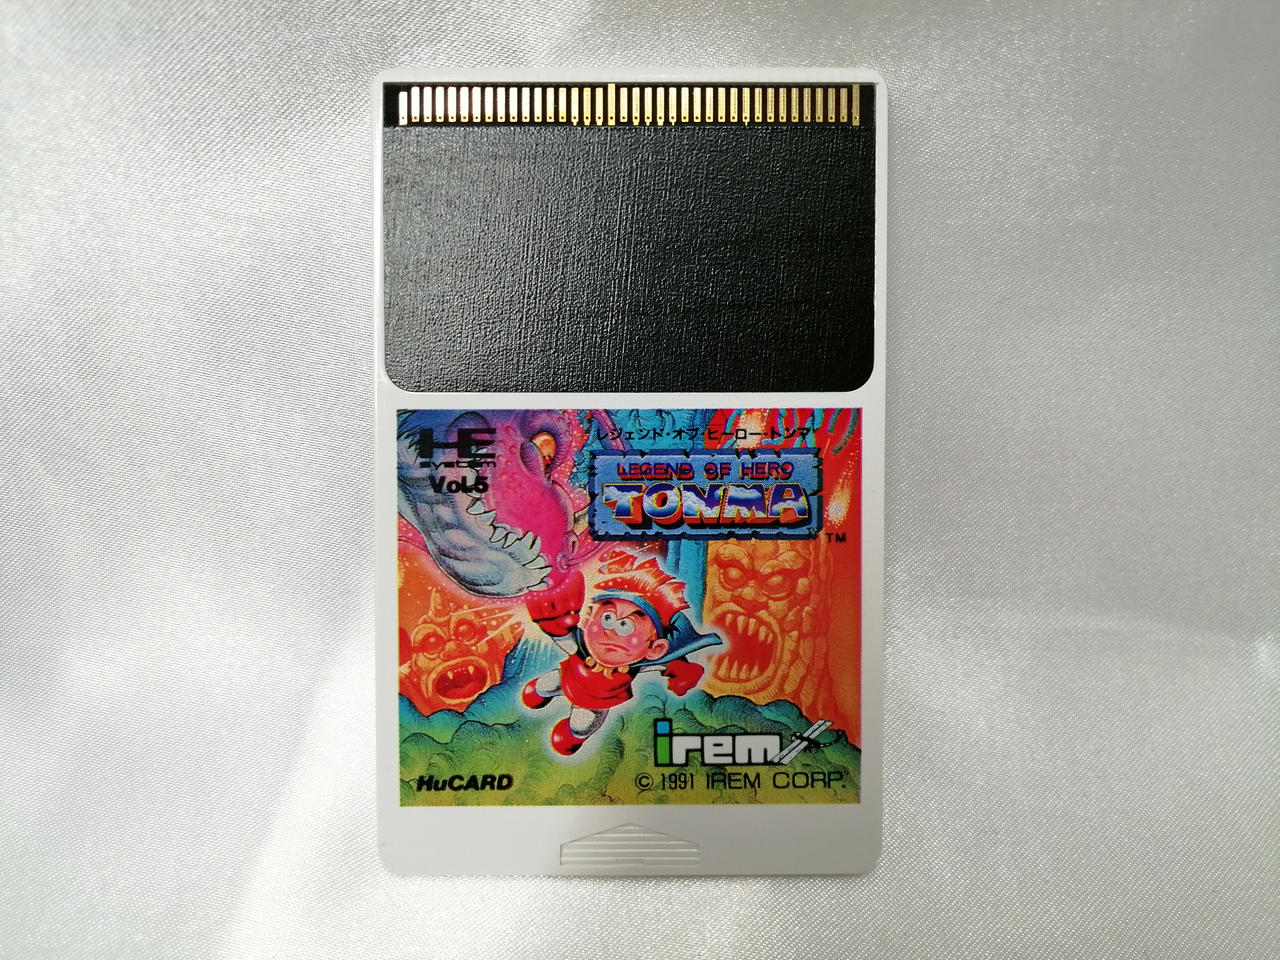 HE
SYSTEM
Vol.5
レジェンド・オブ・ヒーロー・トンマ
LEGEND OF HERO
TONMA
TM
irem
HuCARD
© 1991 IREM CORP.